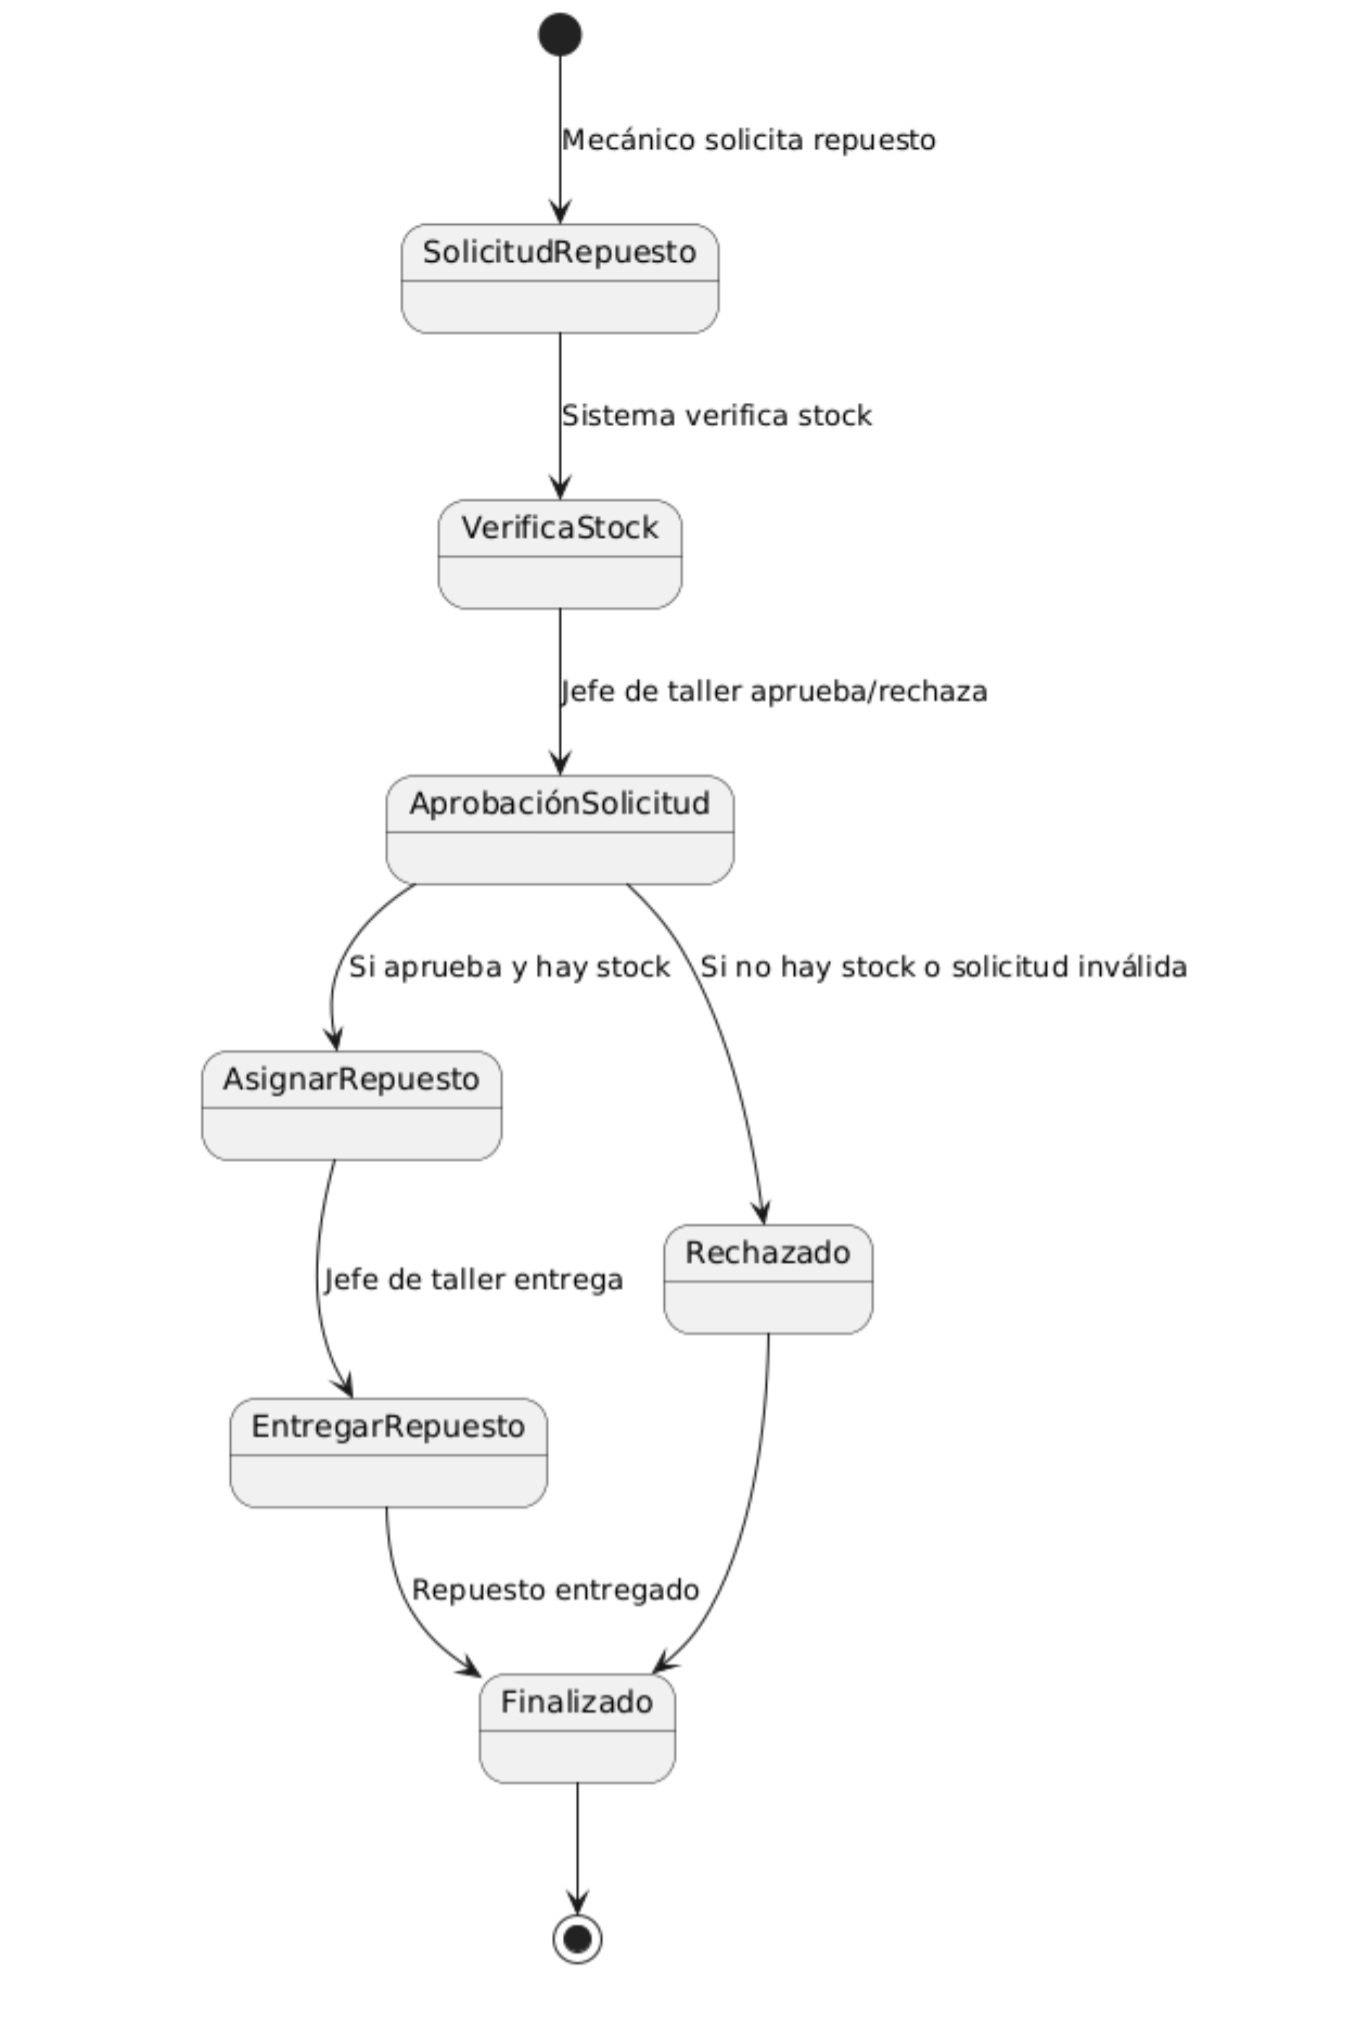 Mecánico solicita repuesto
SolicitudRepuesto
Sistema verifica stock
VerificaStock
Jefe de taller aprueba/rechaza
AprobaciónSolicitud
Si aprueba y hay stock
Si no hay stock o solicitud inválida
AsignarRepuesto
Rechazado
Jefe de taller entrega
EntregarRepuesto
Repuesto entregado
Finalizado